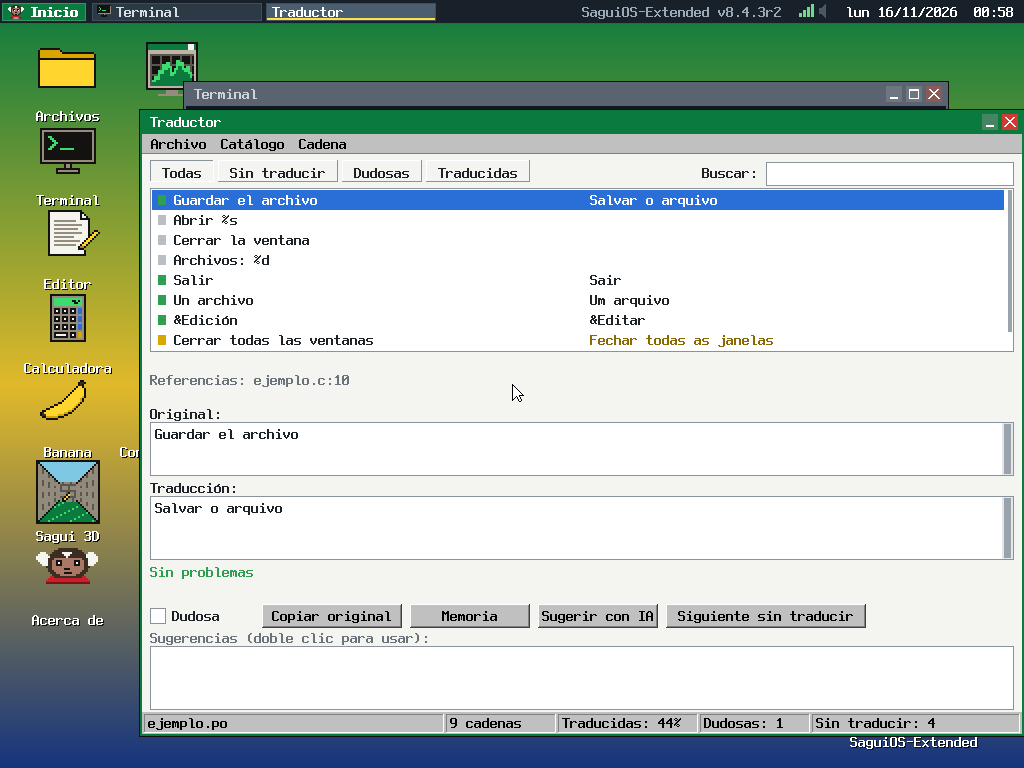 Inicio Terminal Traductor SaguiOS-Extended v8.4.3r2 lun 16/11/2026 00:58
Archivos
Terminal
Editor
Calculadora
Banana
Sagui 3D
Acerca de
Terminal
Traductor
Archivo Catálogo Cadena
Todas Sin traducir Dudosas Traducidas Buscar:
Guardar el archivo Salvar o arquivo
Abrir %s
Cerrar la ventana
Archivos: %d
Salir Sair
Un archivo Um arquivo
&Edición &Editar
Cerrar todas las ventanas Fechar todas as janelas
Referencias: ejemplo.c:10
Original:
Guardar el archivo
Traducción:
Salvar o arquivo
Sin problemas
Dudosa Copiar original Memoria Sugerir con IA Siguiente sin traducir
Sugerencias (doble clic para usar):
ejemplo.po 9 cadenas Traducidas: 44% Dudosas: 1 Sin traducir: 4
SaguiOS-Extended